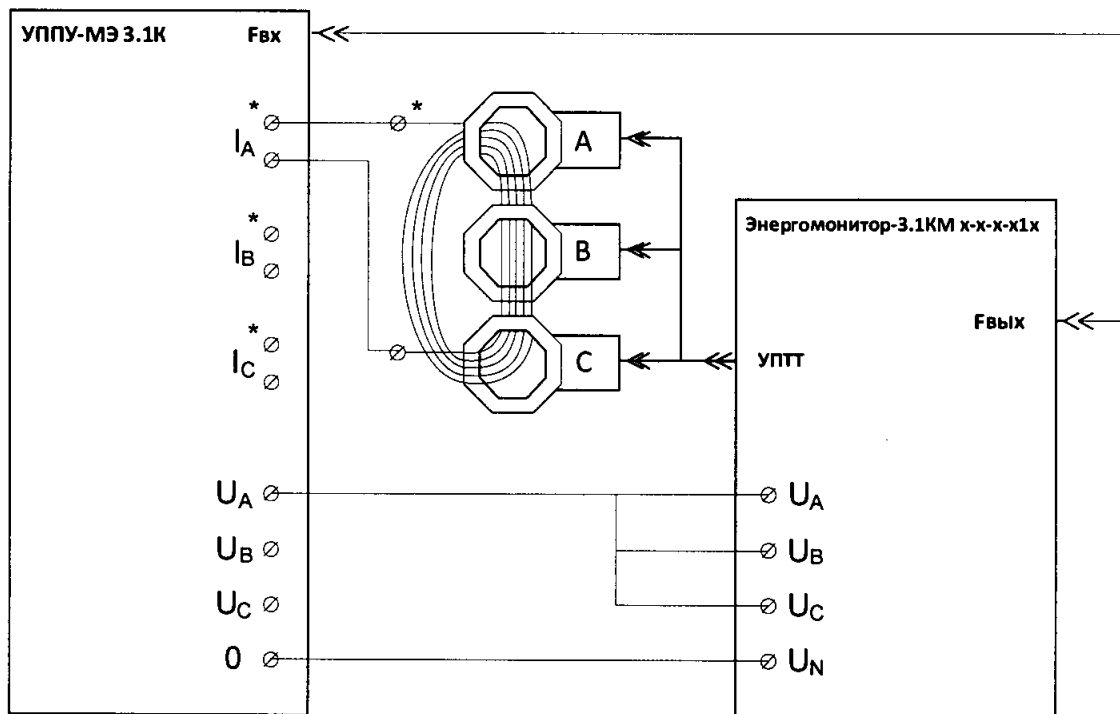 УППУ-МЭ 3.1К Fвх
*
*
IA
*
IB
*
IC
A
B
C
Энергомонитор-3.1КМ х-х-х-х1х
Fвых
УПТТ
UA
UB
UC
0
UA
UB
UC
UN